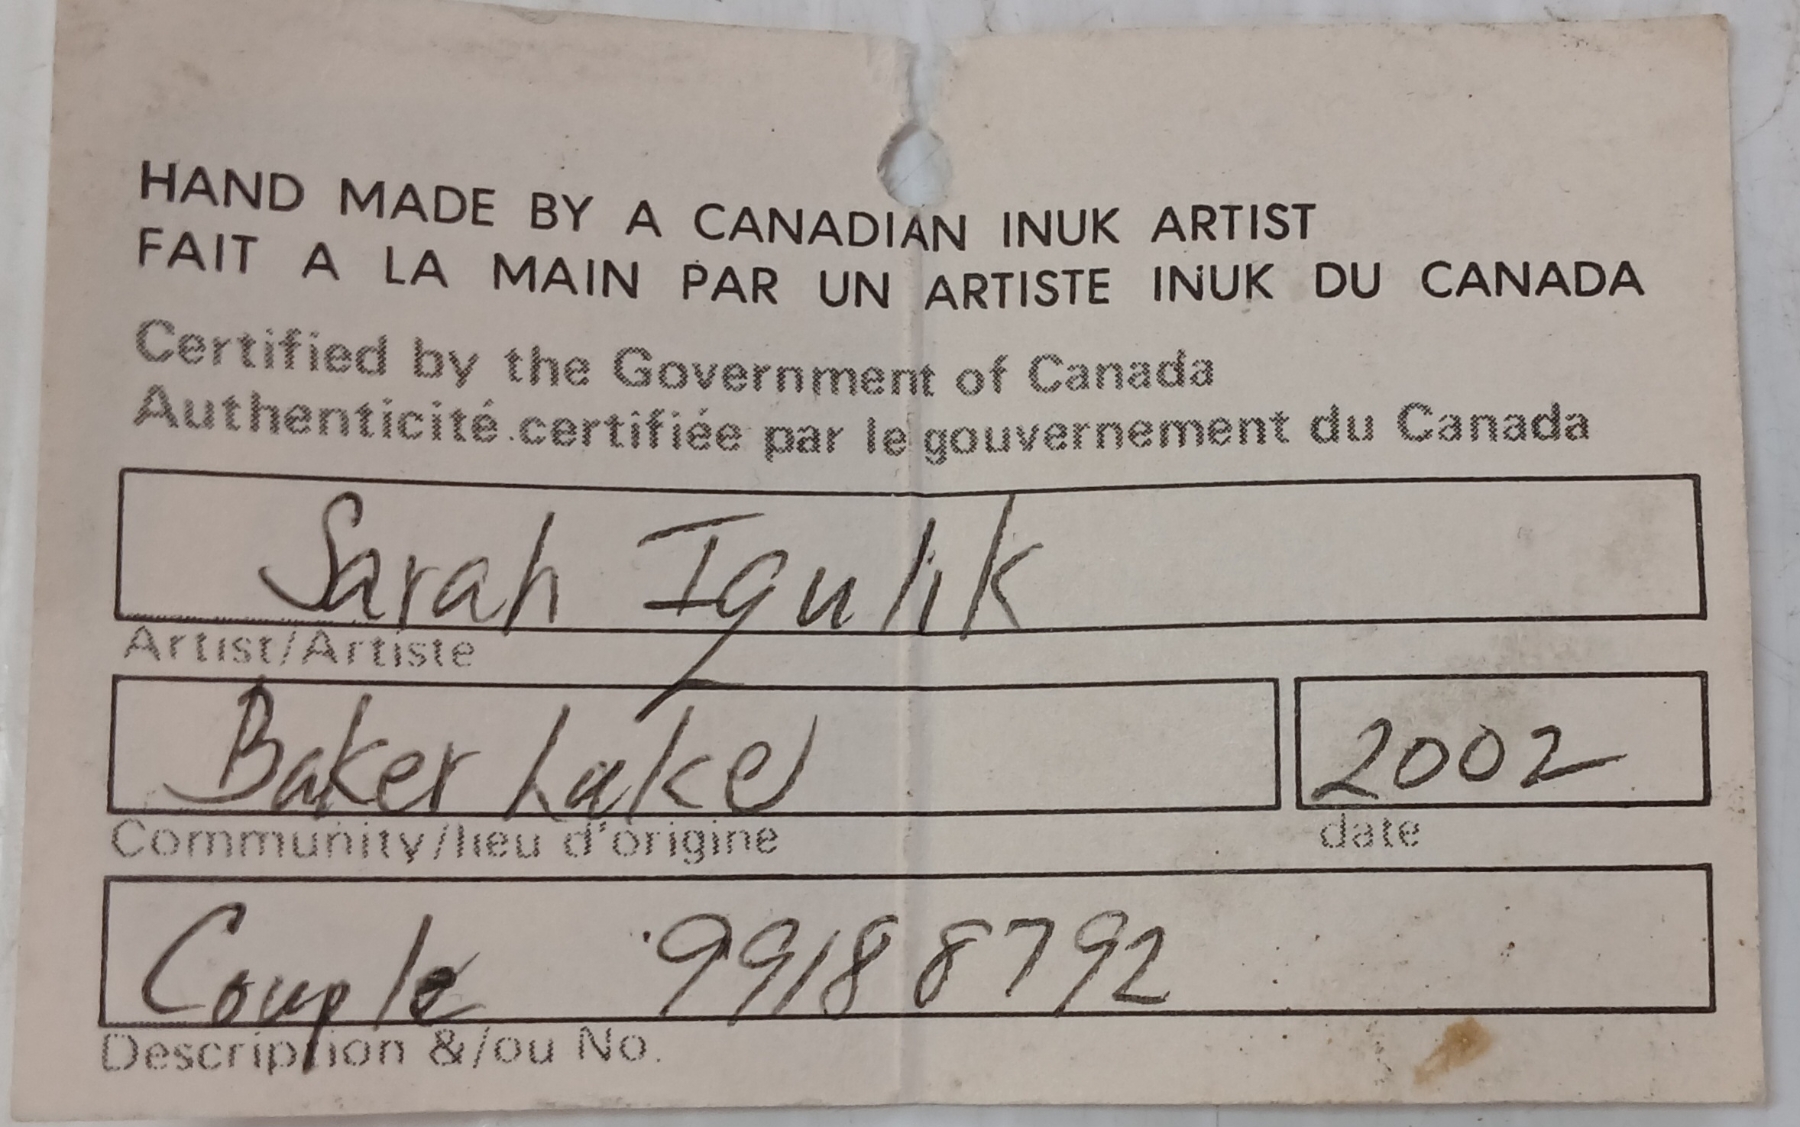 HAND MADE BY A CANADIAN INUK ARTIST
FAIT A LA MAIN PAR UN ARTISTE INUK DU CANADA
Certified by the Government of Canada
Authenticité certifiée par le gouvernement du Canada
Sarah Igulik
Artist/Artiste
Baker Lake 2002
Community/lieu d'origine date
Couple 99188792
Description &/ou No.